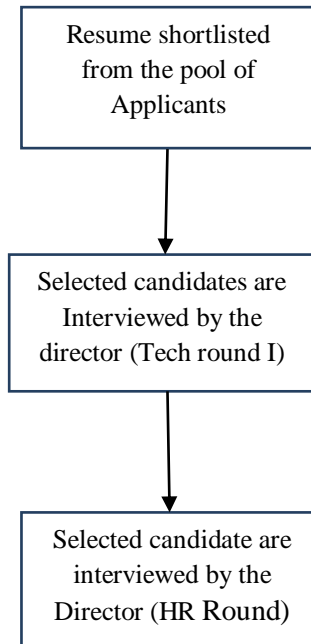 Resume shortlisted
from the pool of
Applicants
Selected candidates are
Interviewed by the
director (Tech round I)
Selected candidate are
interviewed by the
Director (HR Round)